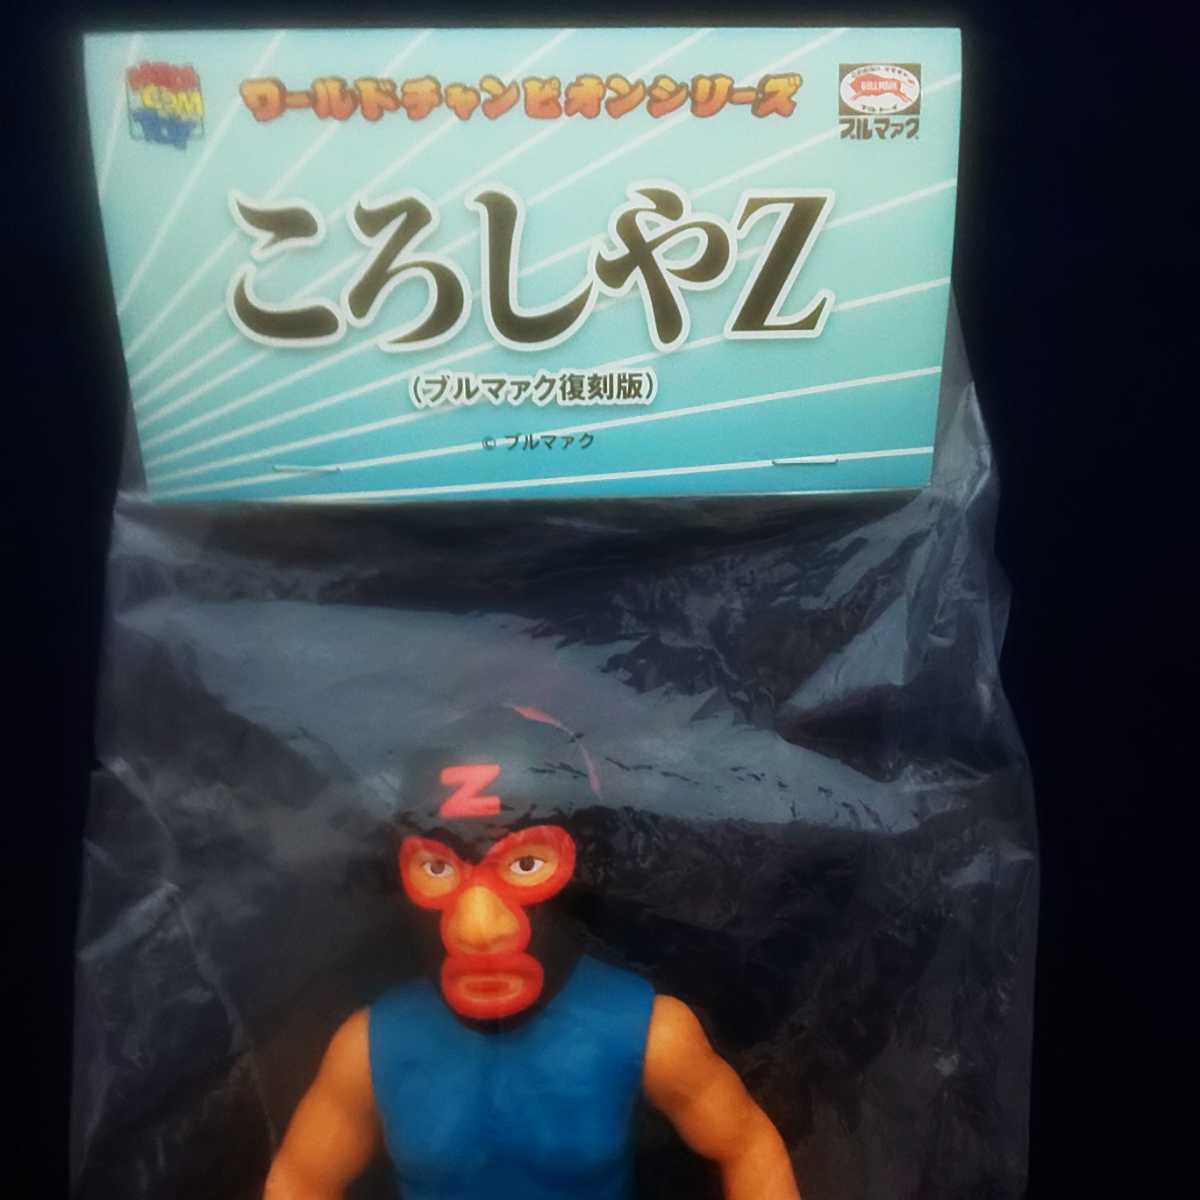 ワールドチャンピオンシリーズ
BULLMARK
ブルマァク
ころしやZ
（ブルマァク復刻版）
© ブルマァク
Z